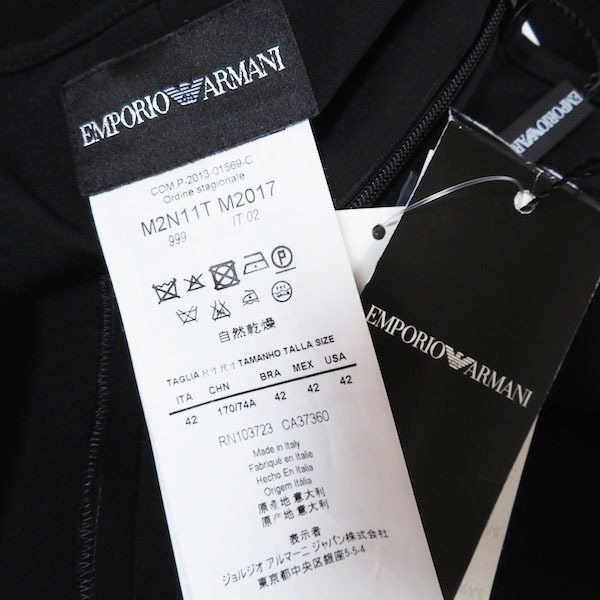 EMPORIO ARMANI
COM P-2013-01569-C
Ordine stagionale
M2N11T M2017
999 IT 02
自然乾燥
TAGLIA TAMANHO TALLA SIZE
ITA CHN BRA MEX USA
42 170/74A 42 42 42
RN103723 CA37360
Made in Italy
Fabriqué en Italie
Hecho En Italia
Origem Itália
原産地 意大利
原产地 意大利
表示者
ジョルジオ アルマーニ ジャパン株式会社
東京都中央区銀座5-5-4
EMPORIO ARMANI
EMPORIO